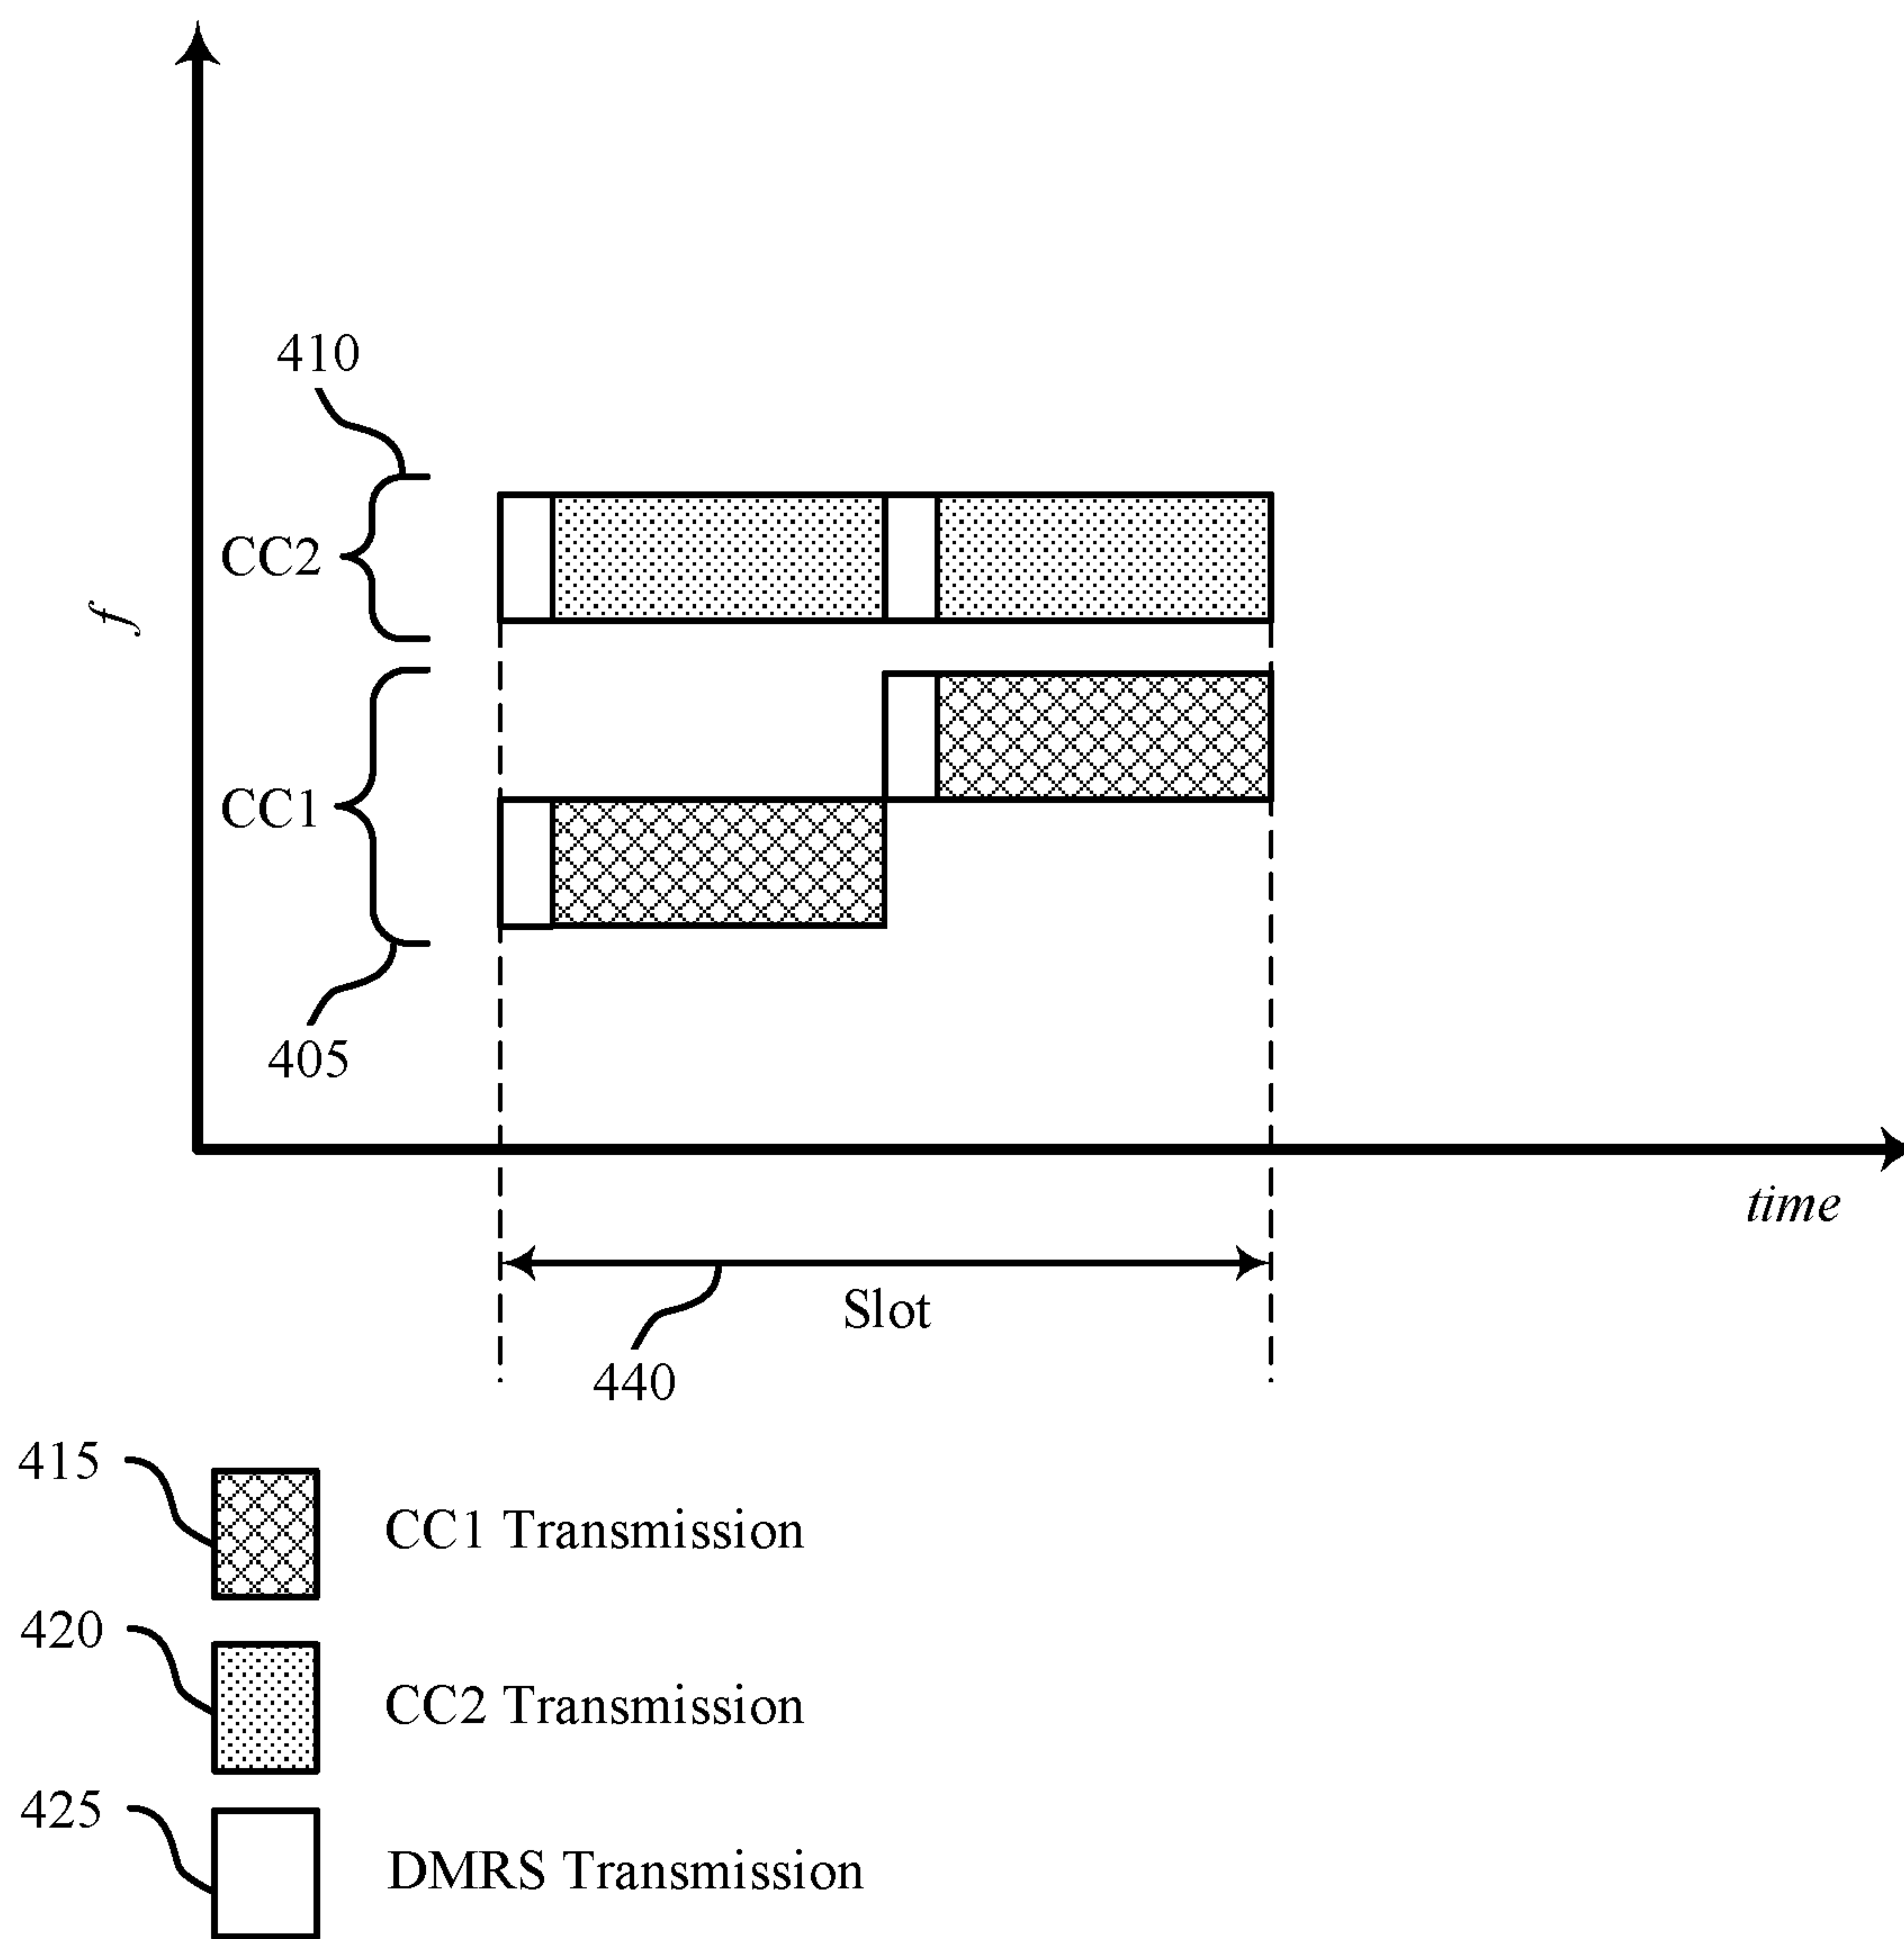 410
CC2
f
CC1
405
time
Slot
440
415
CC1 Transmission
420
CC2 Transmission
425
DMRS Transmission